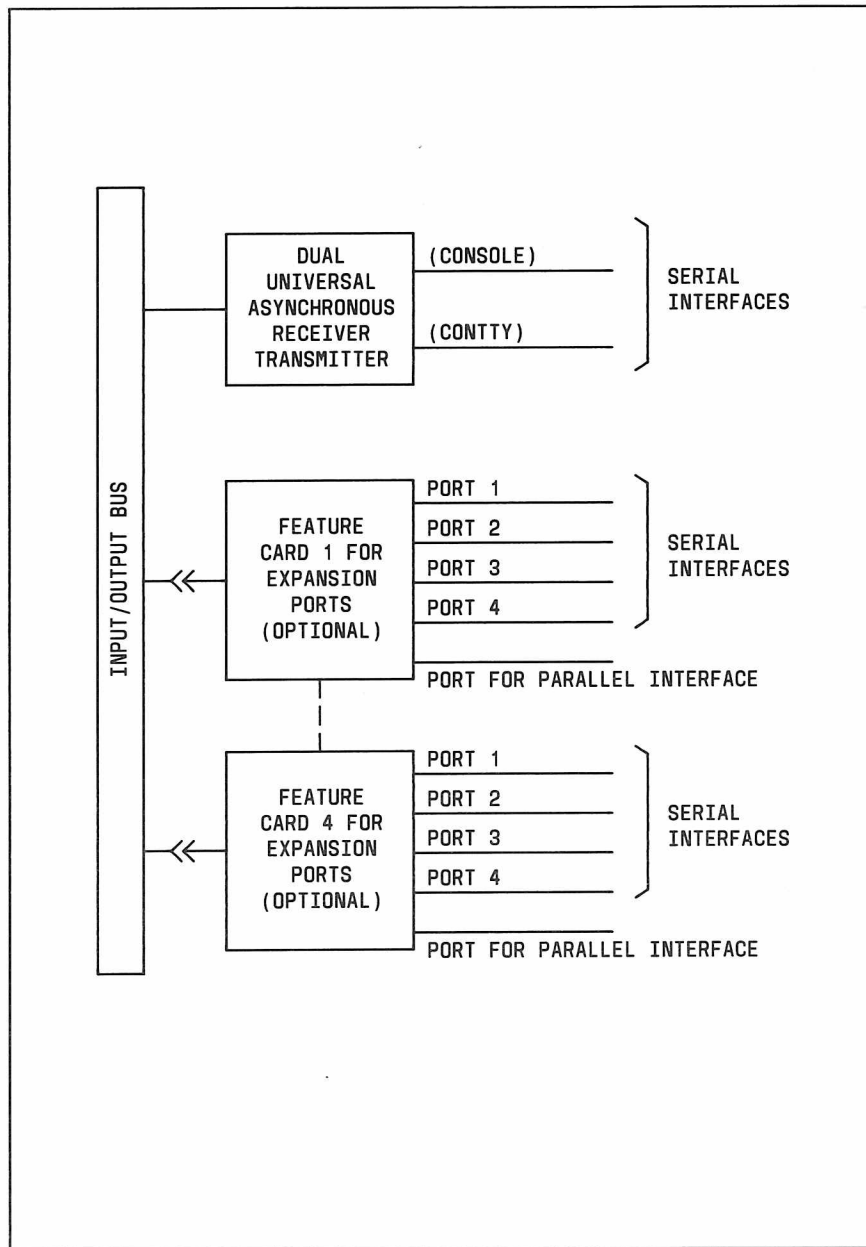 INPUT/OUTPUT BUS
DUAL
UNIVERSAL
ASYNCHRONOUS
RECEIVER
TRANSMITTER
(CONSOLE)
(CONTTY)
SERIAL
INTERFACES
FEATURE
CARD 1 FOR
EXPANSION
PORTS
(OPTIONAL)
PORT 1
PORT 2
PORT 3
PORT 4
PORT FOR PARALLEL INTERFACE
SERIAL
INTERFACES
FEATURE
CARD 4 FOR
EXPANSION
PORTS
(OPTIONAL)
PORT 1
PORT 2
PORT 3
PORT 4
PORT FOR PARALLEL INTERFACE
SERIAL
INTERFACES